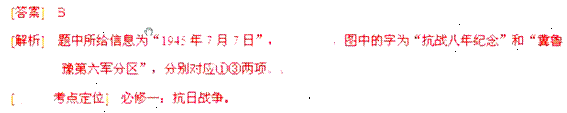 [答案] B
[解析] 题中所给信息为“1945年7月7日”， 图中的字为“抗战八年纪念”和“冀鲁
豫第六军分区”，分别对应①③两项、.
[ 考点定位] 必修一：抗日战争。